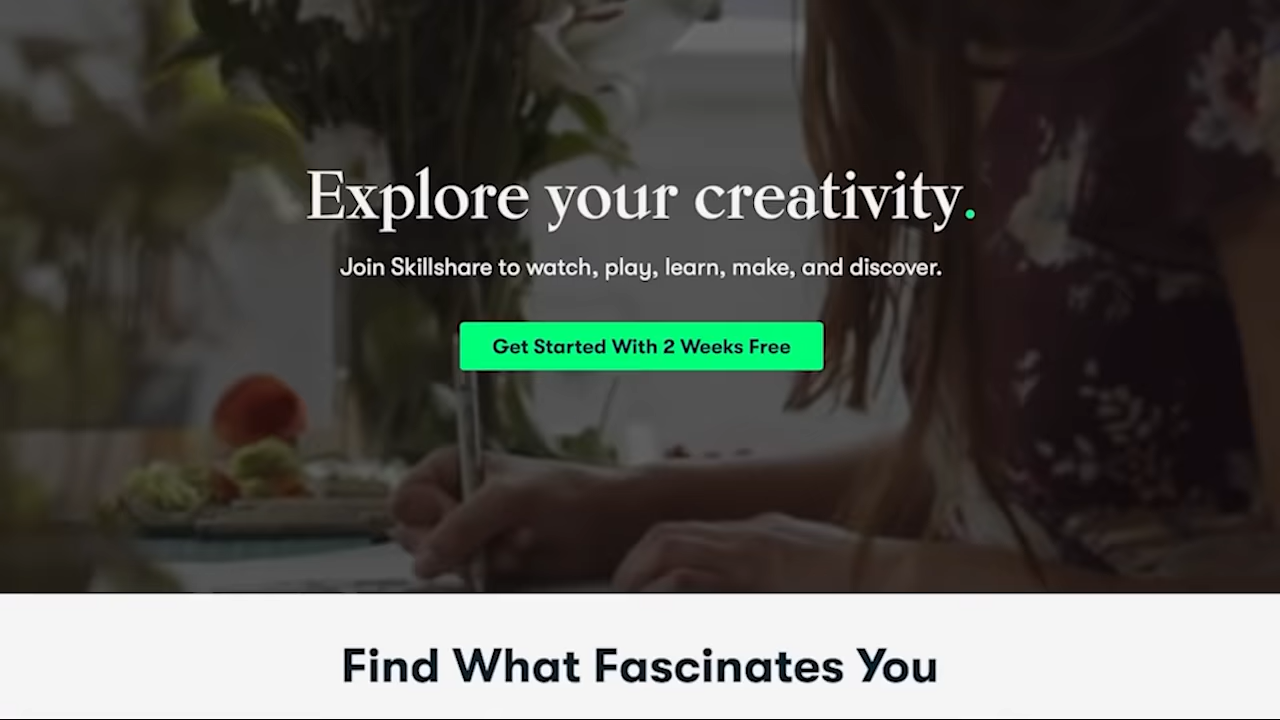 Explore your creativity.
Join Skillshare to watch, play, learn, make, and discover.
Get Started With 2 Weeks Free
Find What Fascinates You